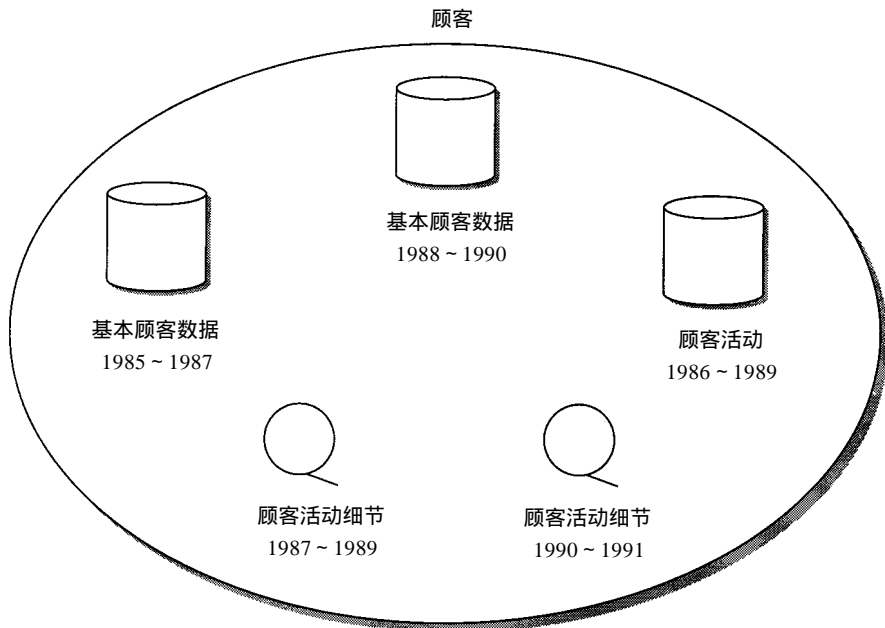 顾客
基本顾客数据
1988 ~ 1990
基本顾客数据
1985 ~ 1987
顾客活动
1986 ~ 1989
顾客活动细节
1987 ~ 1989
顾客活动细节
1990 ~ 1991